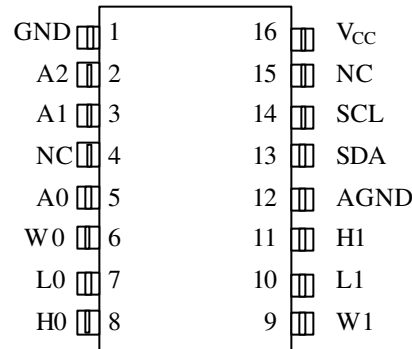 GND 1 16 VCC
A2 2 15 NC
A1 3 14 SCL
NC 4 13 SDA
A0 5 12 AGND
W0 6 11 H1
L0 7 10 L1
H0 8 9 W1